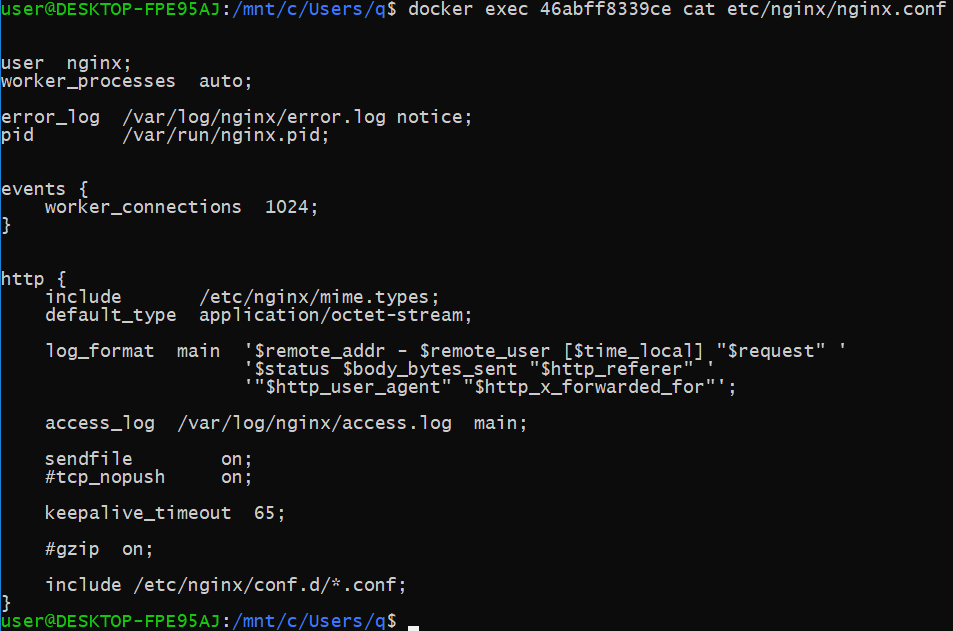 user@DESKTOP-FPE95AJ:/mnt/c/Users/q$ docker exec 46abff8339ce cat etc/nginx/nginx.conf
user  nginx;
worker_processes  auto;
error_log  /var/log/nginx/error.log notice;
pid        /var/run/nginx.pid;
events {
    worker_connections  1024;
}
http {
    include       /etc/nginx/mime.types;
    default_type  application/octet-stream;
    log_format  main  '$remote_addr - $remote_user [$time_local] "$request" '
                      '$status $body_bytes_sent "$http_referer" '
                      '"$http_user_agent" "$http_x_forwarded_for"';
    access_log  /var/log/nginx/access.log  main;
    sendfile        on;
    #tcp_nopush     on;
    keepalive_timeout  65;
    #gzip  on;
    include /etc/nginx/conf.d/*.conf;
}
user@DESKTOP-FPE95AJ:/mnt/c/Users/q$